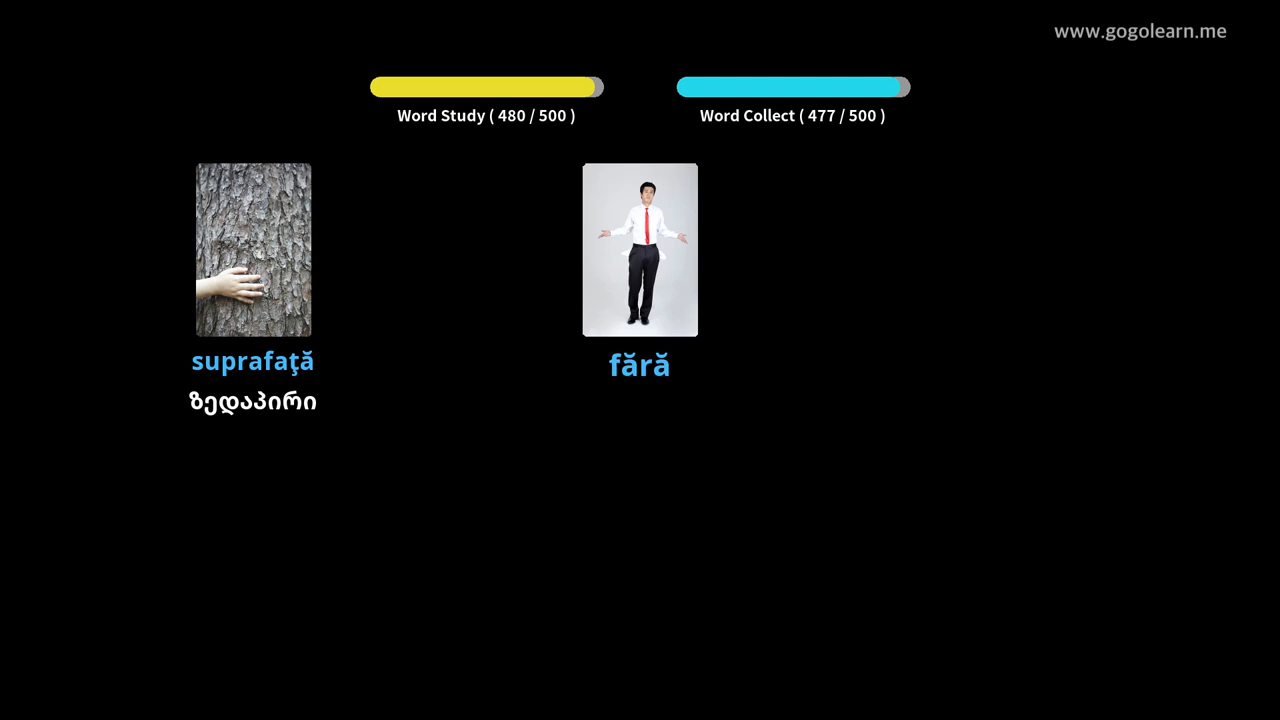 www.gogolearn.me
Word Study ( 480 / 500 )
Word Collect ( 477 / 500 )
suprafaţă
ზედაპირი
fără